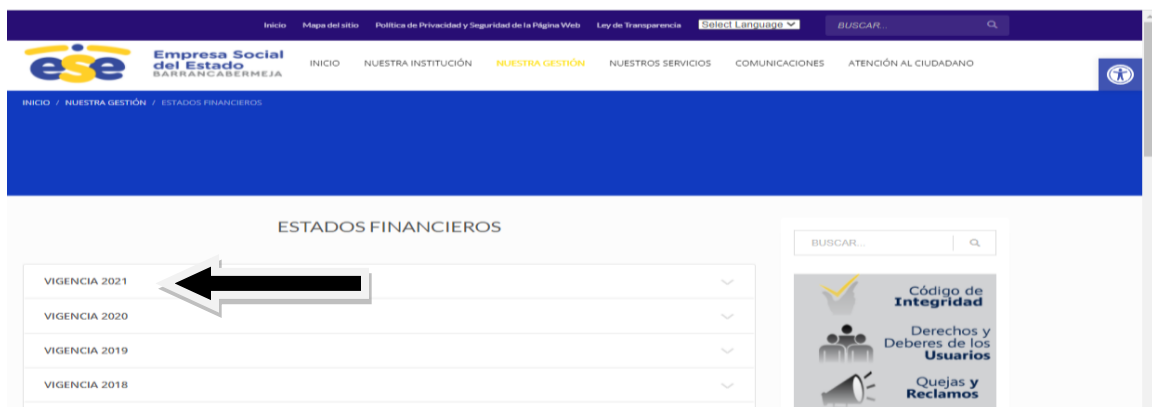 Inicio Mapa del sitio Política de Privacidad y Seguridad de la Página Web Ley de Transparencia Select Language BUSCAR...
ese Empresa Social
del Estado
BARRANCABERMEJA
INICIO NUESTRA INSTITUCIÓN NUESTRA GESTIÓN NUESTROS SERVICIOS COMUNICACIONES ATENCIÓN AL CIUDADANO
INICIO / NUESTRA GESTIÓN / ESTADOS FINANCIEROS
ESTADOS FINANCIEROS
VIGENCIA 2021
VIGENCIA 2020
VIGENCIA 2019
VIGENCIA 2018
BUSCAR...
Código de
Integridad
Derechos y
Deberes de los
Usuarios
Quejas y
Reclamos